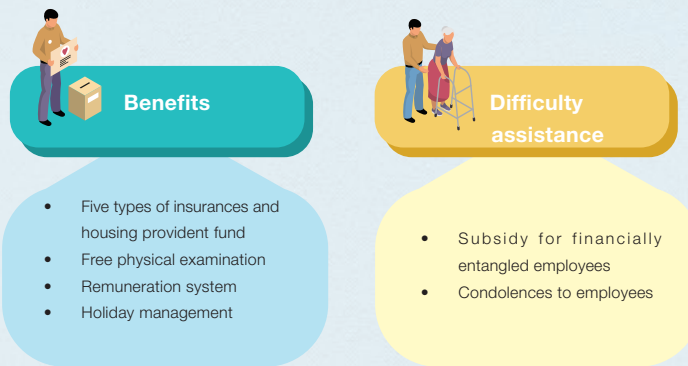 Benefits
• Five types of insurances and
housing provident fund
• Free physical examination
• Remuneration system
• Holiday management
Difficulty
assistance
• Subsidy for financially
entangled employees
• Condolences to employees